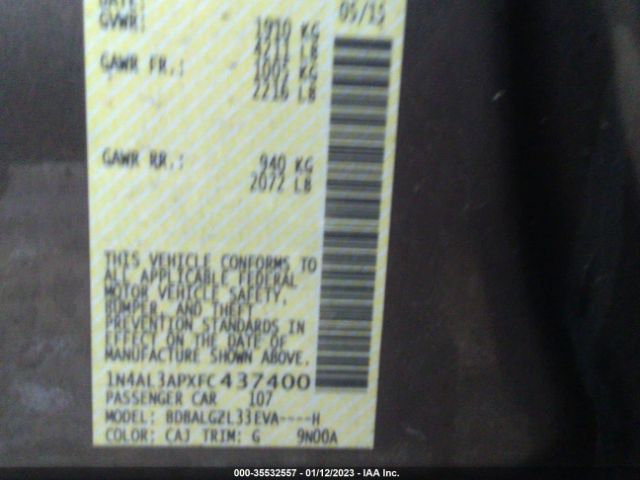 DATE: 05/15
GVWR: 1910 KG
4211 LB
GAWR FR.: 1005 KG
2216 LB
GAWR RR.: 940 KG
2072 LB
THIS VEHICLE CONFORMS TO
ALL APPLICABLE FEDERAL
MOTOR VEHICLE SAFETY,
BUMPER, AND THEFT
PREVENTION STANDARDS IN
EFFECT ON THE DATE OF
MANUFACTURE SHOWN ABOVE.
1N4AL3APXFC437400
PASSENGER CAR 107
MODEL: BDBALGZL33EVA----H
COLOR: CAJ TRIM: G 9N00A
000-35532557 - 01/12/2023 - IAA Inc.